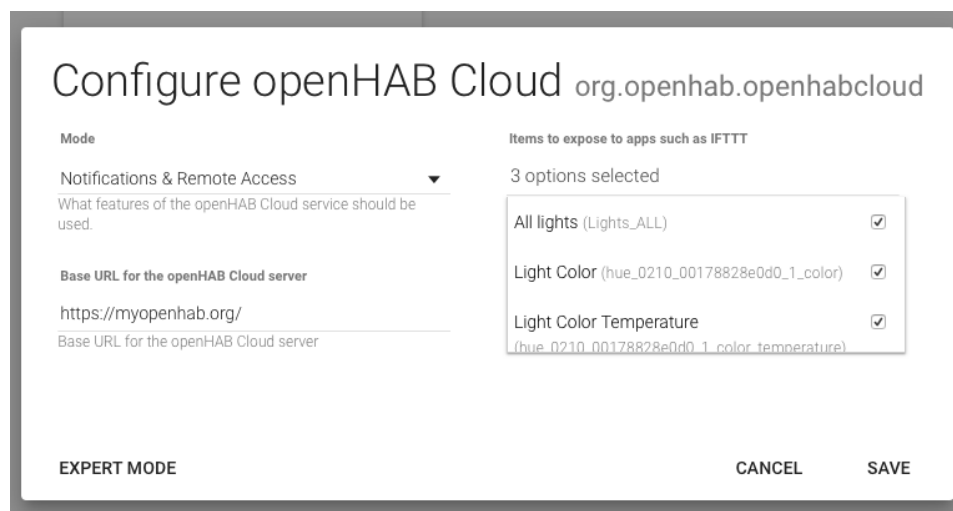 Configure openHAB Cloud org.openhab.openhabcloud
Mode
Notifications & Remote Access
What features of the openHAB Cloud service should be
used.
Base URL for the openHAB Cloud server
https://myopenhab.org/
Base URL for the openHAB Cloud server
Items to expose to apps such as IFTTT
3 options selected
All lights (Lights_ALL)
Light Color (hue_0210_00178828e0d0_1_color)
Light Color Temperature
(hue_0210_00178828e0d0_1_color_temperature)
EXPERT MODE
CANCEL
SAVE